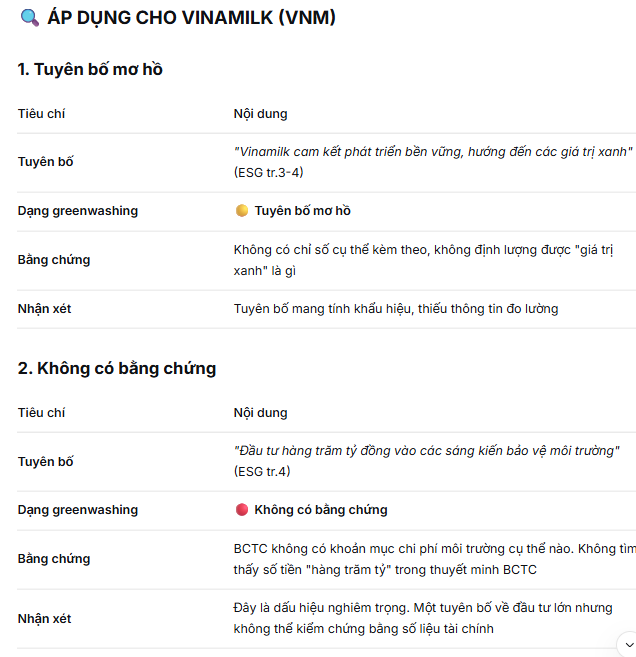 🔍 ÁP DỤNG CHO VINAMILK (VNM)
1. Tuyên bố mơ hồ
Tiêu chí Nội dung
Tuyên bố "Vinamilk cam kết phát triển bền vững, hướng đến các giá trị xanh"
(ESG tr.3-4)
Dạng greenwashing 🟡 Tuyên bố mơ hồ
Bằng chứng Không có chỉ số cụ thể kèm theo, không định lượng được "giá trị
xanh" là gì
Nhận xét Tuyên bố mang tính khẩu hiệu, thiếu thông tin đo lường
2. Không có bằng chứng
Tiêu chí Nội dung
Tuyên bố "Đầu tư hàng trăm tỷ đồng vào các sáng kiến bảo vệ môi trường"
(ESG tr.4)
Dạng greenwashing 🔴 Không có bằng chứng
Bằng chứng BCTC không có khoản mục chi phí môi trường cụ thể nào. Không tìm
thấy số tiền "hàng trăm tỷ" trong thuyết minh BCTC
Nhận xét Đây là dấu hiệu nghiêm trọng. Một tuyên bố về đầu tư lớn nhưng
không thể kiểm chứng bằng số liệu tài chính